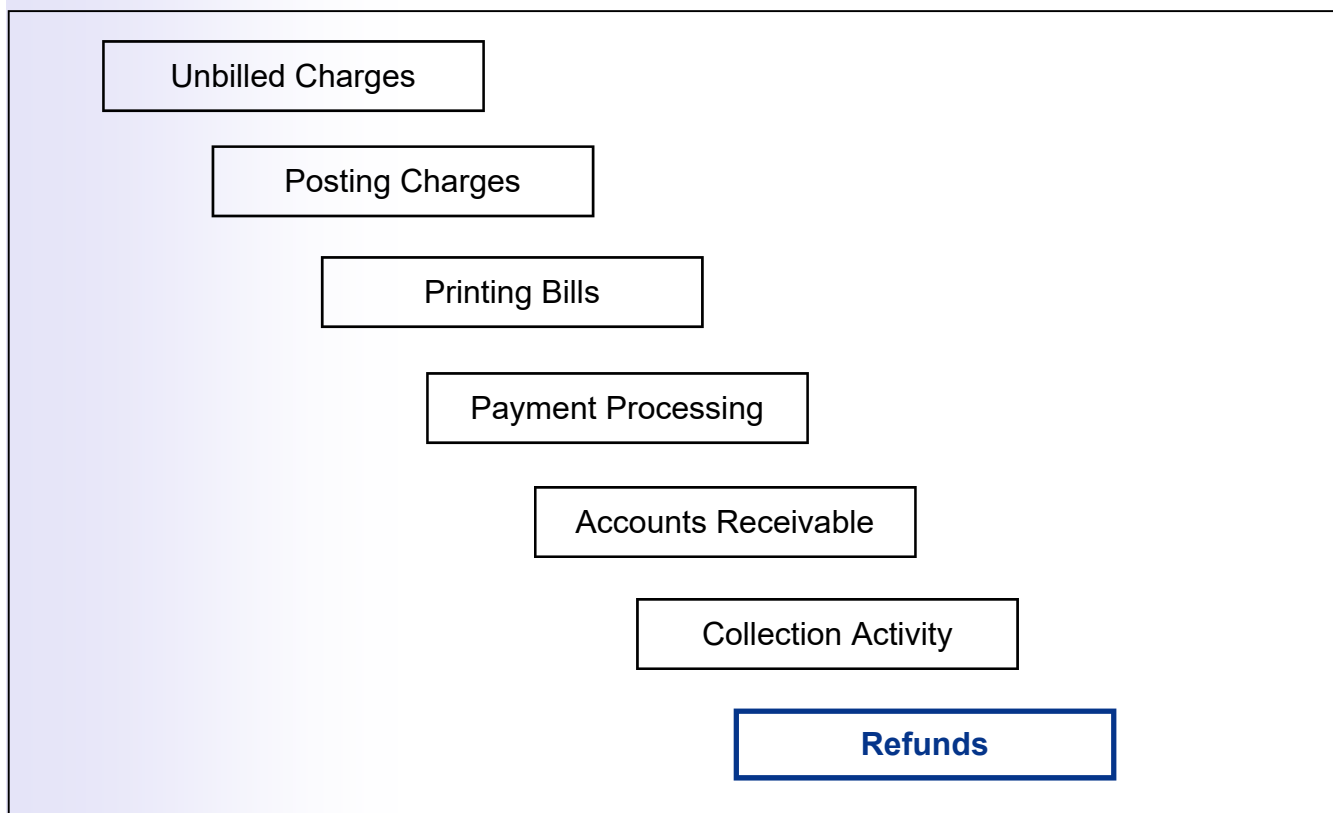 Unbilled Charges
Posting Charges
Printing Bills
Payment Processing
Accounts Receivable
Collection Activity
Refunds